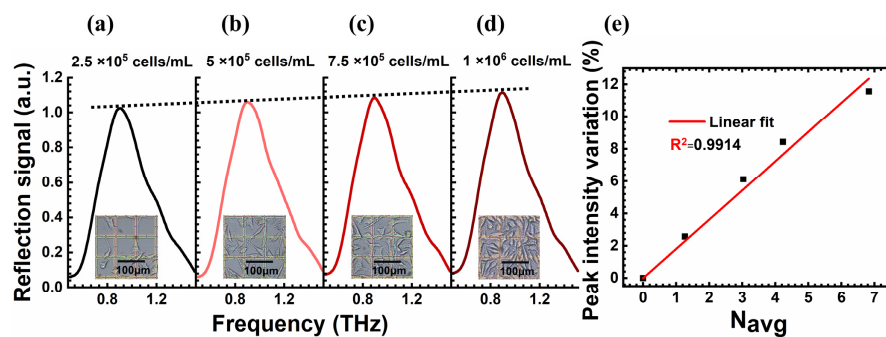 (a)
(b)
(c)
(d)
(e)
2.5 ×10⁵ cells/mL
5 ×10⁵ cells/mL
7.5 ×10⁵ cells/mL
1 ×10⁶ cells/mL
Reflection signal (a.u.)
1.2
1.0
0.8
0.6
0.4
0.2
0.0
100μm
100μm
100μm
100μm
0.8 1.2
0.8 1.2
0.8 1.2
0.8 1.2
Frequency (THz)
Peak intensity variation (%)
12
10
8
6
4
2
0
Linear fit
R²=0.9914
0 1 2 3 4 5 6 7
Navg